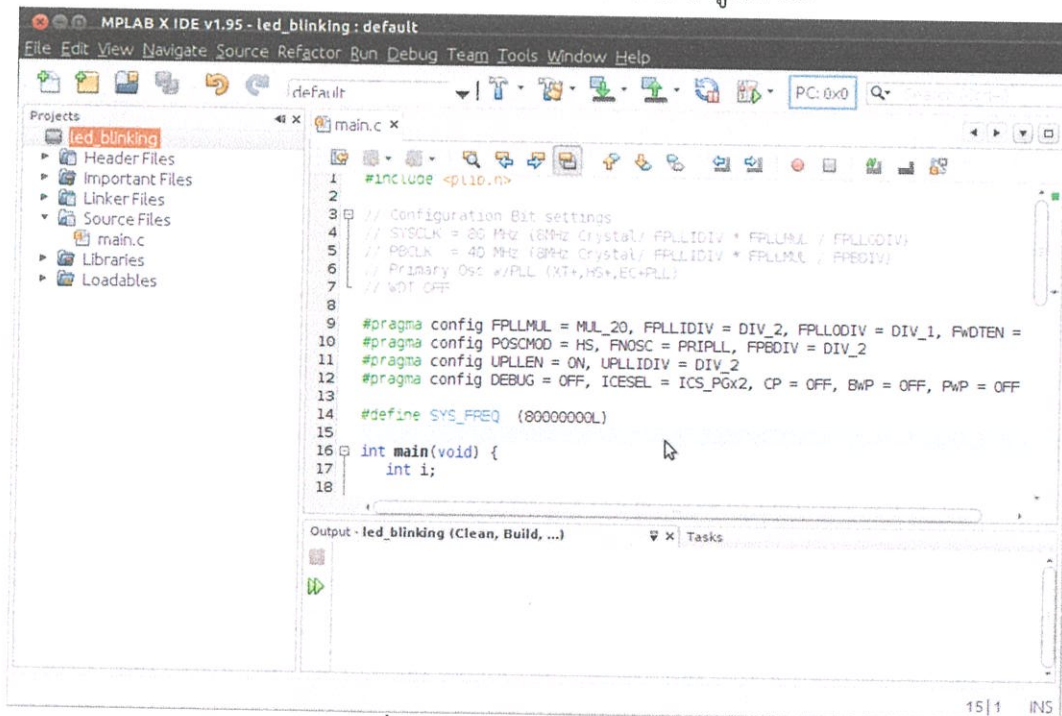 MPLAB X IDE v1.95 - led_blinking : default
File Edit View Navigate Source Refactor Run Debug Team Tools Window Help
default
PC: 0x0
Projects
main.c
led_blinking
Header Files
Important Files
Linker Files
Source Files
main.c
Libraries
Loadables
1 #include <plib.h>
2
3 // Configuration Bit settings
4 // SYSCLK = 80 MHz (8MHz Crystal/ FPLLIDIV * FPLLMUL / FPLLODIV)
5 // PBCLK = 40 MHz (8MHz Crystal/ FPLLIDIV * FPLLMUL / FPBDIV)
6 // Primary Osc w/PLL (XT+,HS+,EC+PLL)
7 // WDT OFF
8
9 #pragma config FPLLMUL = MUL_20, FPLLIDIV = DIV_2, FPLLODIV = DIV_1, FWDTEN =
10 #pragma config POSCMOD = HS, FNOSC = PRIPLL, FPBDIV = DIV_2
11 #pragma config UPLLEN = ON, UPLLIDIV = DIV_2
12 #pragma config DEBUG = OFF, ICESEL = ICS_PGx2, CP = OFF, BWP = OFF, PWP = OFF
13
14 #define SYS_FREQ (80000000L)
15
16 int main(void) {
17 int i;
18
Output - led_blinking (Clean, Build, ...)
Tasks
15|1 INS